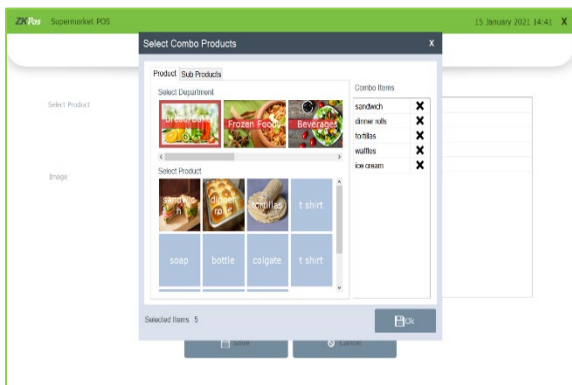 ZKPos Supermarket POS
15 January 2021 14:41 X
Select Combo Products X
Product Sub Products
Select Department
Combo Items
Frozen Foods
Beverages
sandwich
dinner rolls
tortillas
waffles
ice cream
Select Product
sandwic
h
dinner
rolls
tortillas
t shirt
soap
bottle
colgate
t shirt
Selected Items 5
Ok
Select Product
Image
Save
Cancel